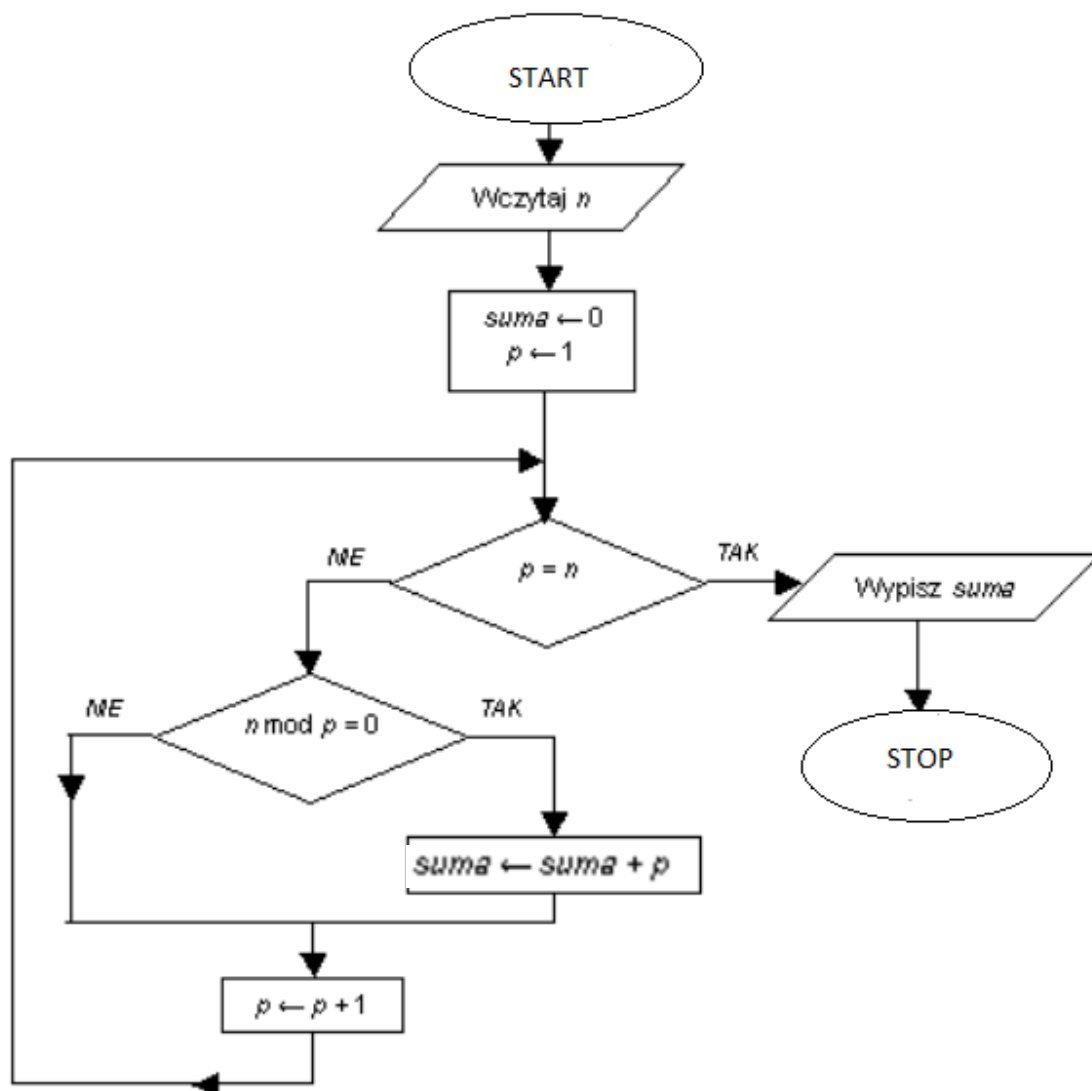 START
Wczytaj n
suma ← 0
p ← 1
NIE
p = n
TAK
Wypisz suma
NIE
n mod p = 0
TAK
STOP
suma ← suma + p
p ← p + 1